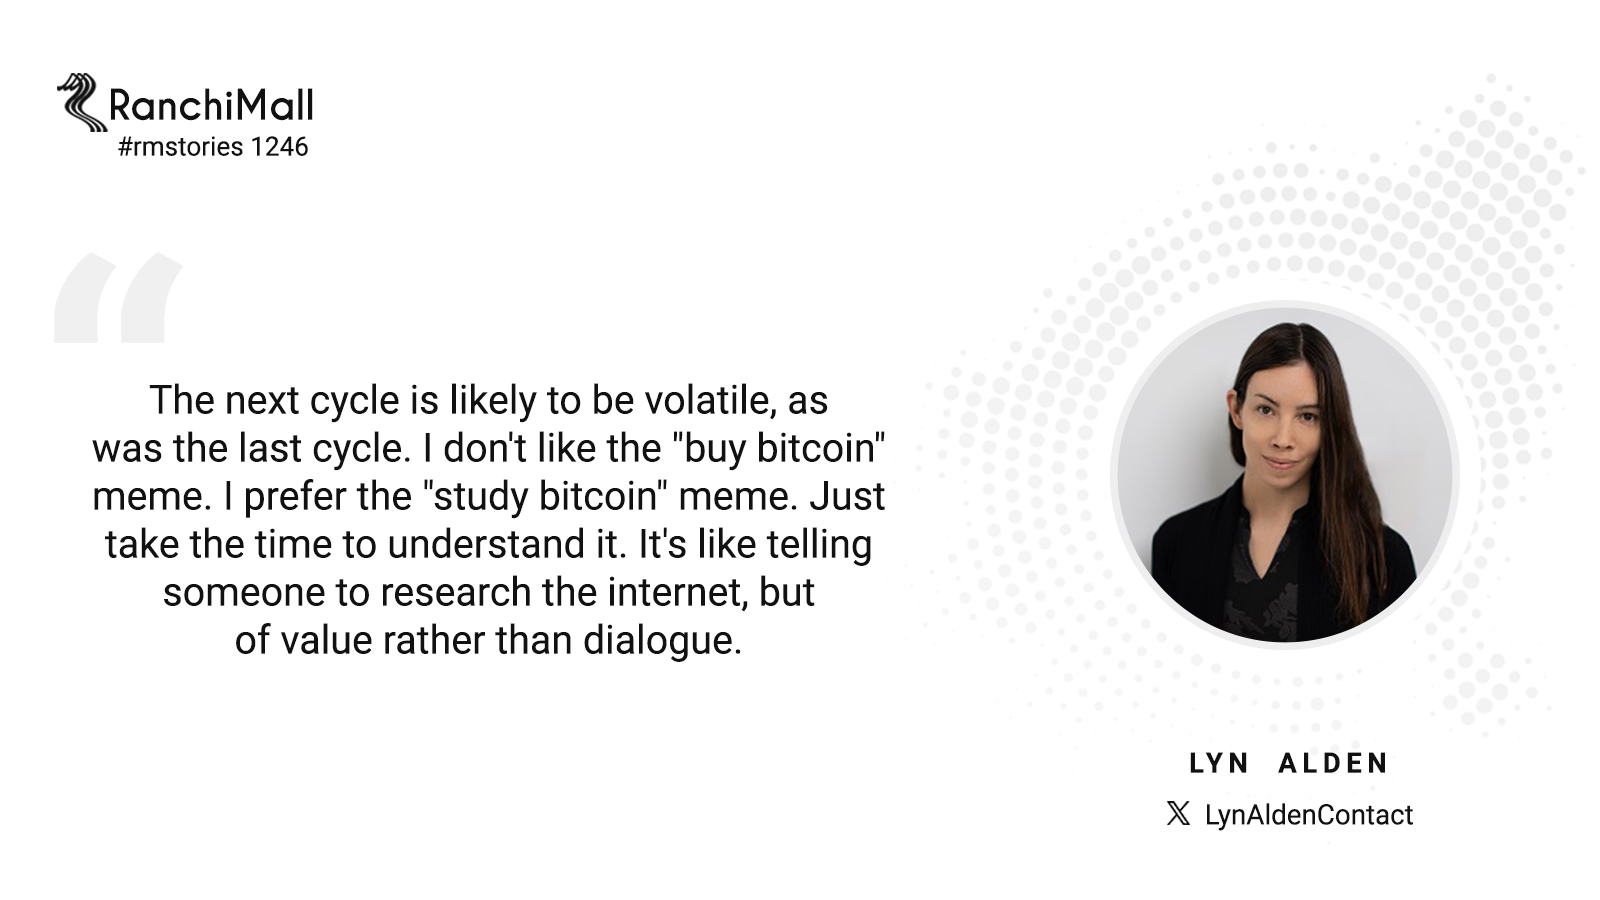 RanchiMall
#rmstories 1246
“
The next cycle is likely to be volatile, as
was the last cycle. I don't like the "buy bitcoin"
meme. I prefer the "study bitcoin" meme. Just
take the time to understand it. It's like telling
someone to research the internet, but
of value rather than dialogue.
LYN ALDEN
𝕏 LynAldenContact